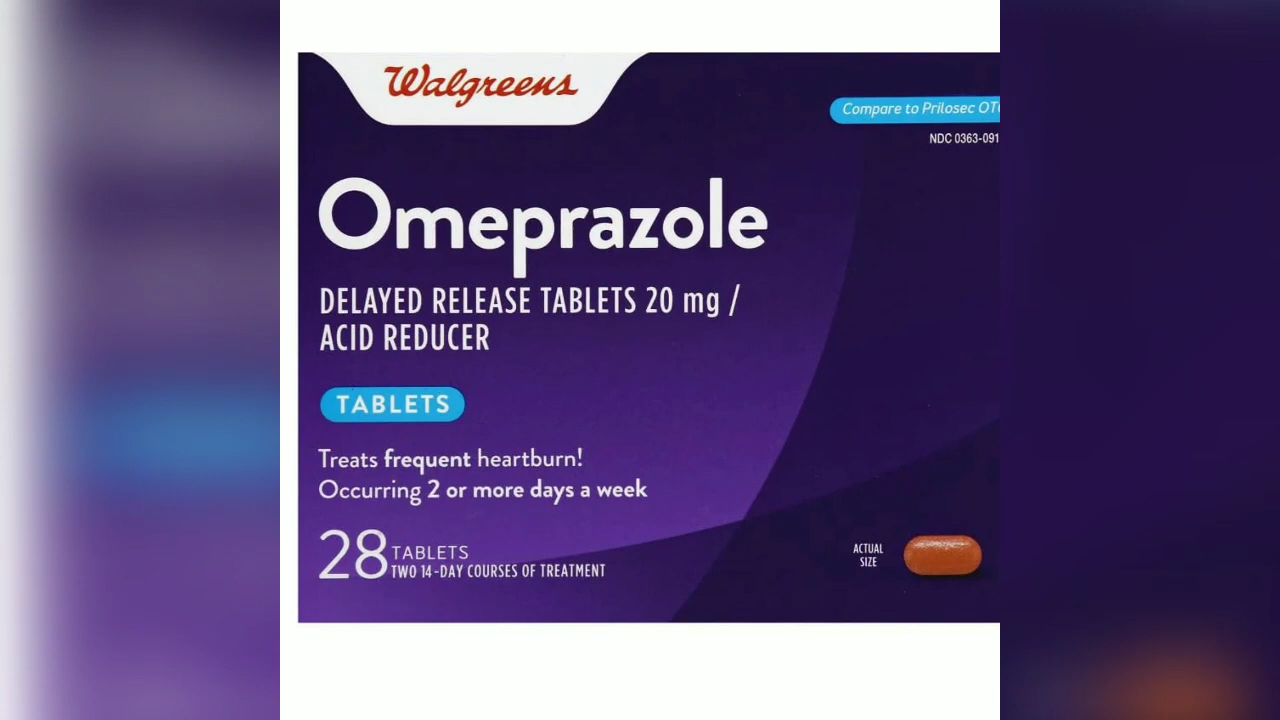 Walgreens
Compare to Prilosec OT
NDC 0363-091
Omeprazole
DELAYED RELEASE TABLETS 20 mg /
ACID REDUCER
TABLETS
Treats frequent heartburn!
Occurring 2 or more days a week
28 TABLETS
TWO 14-DAY COURSES OF TREATMENT
ACTUAL
SIZE